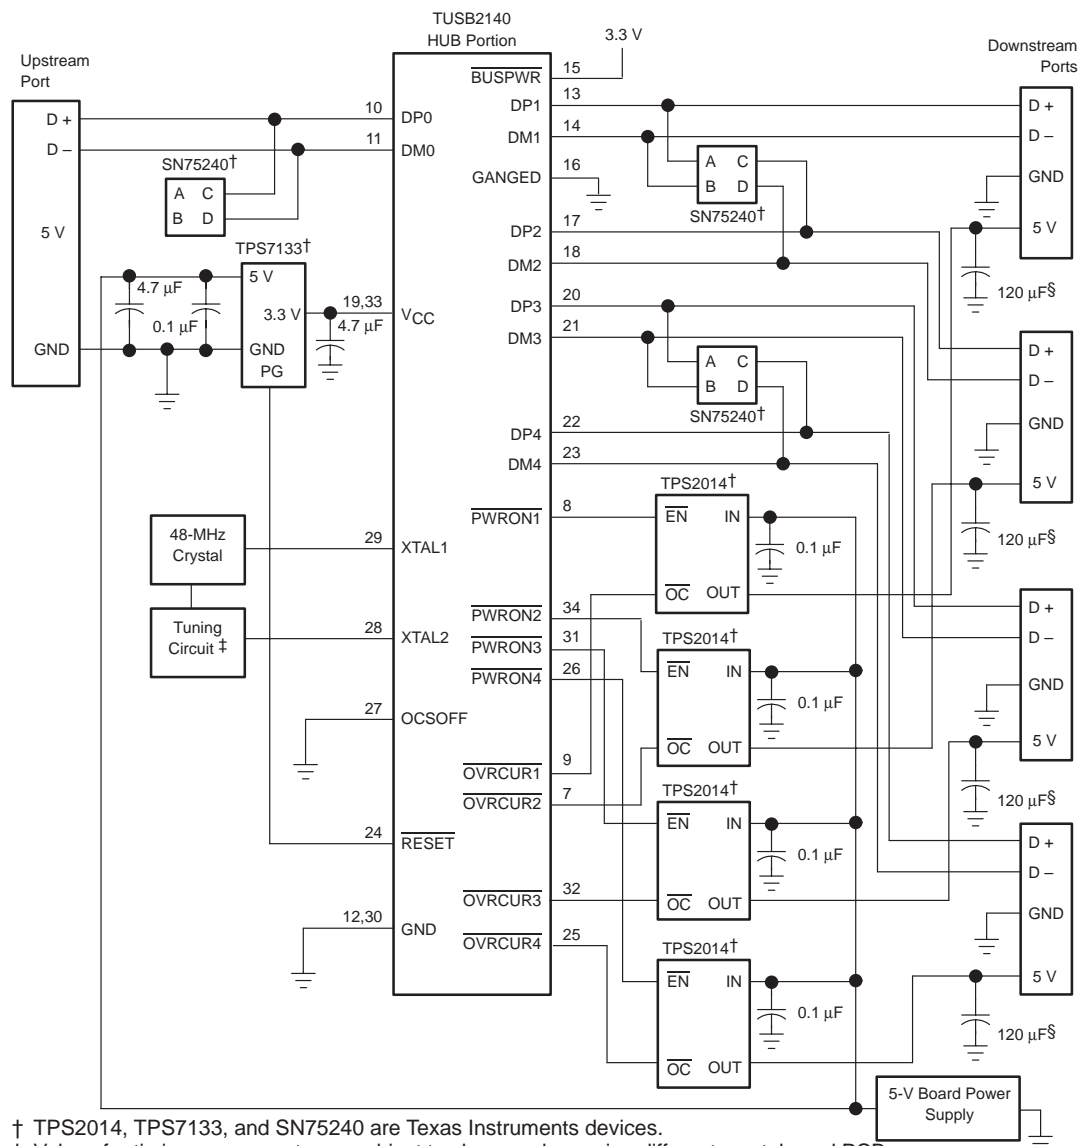 TUSB2140
HUB Portion
3.3 V
Upstream
Port
Downstream
Ports
BUSPWR
15
DP1
13
DM1
14
GANGED
16
DP2
17
DM2
18
DP3
20
DM3
21
DP4
22
DM4
23
PWRON1
8
PWRON2
34
PWRON3
31
PWRON4
26
OVRCUR1
9
OVRCUR2
7
OVRCUR3
32
OVRCUR4
25
D +
D –
5 V
GND
10
DP0
11
DM0
SN75240†
A C
B D
TPS7133†
5 V
3.3 V
GND
PG
4.7 μF
0.1 μF
19,33
VCC
4.7 μF
48-MHz
Crystal
29
XTAL1
Tuning
Circuit ‡
28
XTAL2
27
OCSOFF
24
RESET
12,30
GND
A C
B D
SN75240†
A C
B D
SN75240†
TPS2014†
EN IN
OC OUT
0.1 μF
TPS2014†
EN IN
OC OUT
0.1 μF
TPS2014†
EN IN
OC OUT
0.1 μF
TPS2014†
EN IN
OC OUT
0.1 μF
D +
D –
GND
5 V
120 μF§
D +
D –
GND
5 V
120 μF§
D +
D –
GND
5 V
120 μF§
D +
D –
GND
5 V
120 μF§
5-V Board Power
Supply
† TPS2014, TPS7133, and SN75240 are Texas Instruments devices.